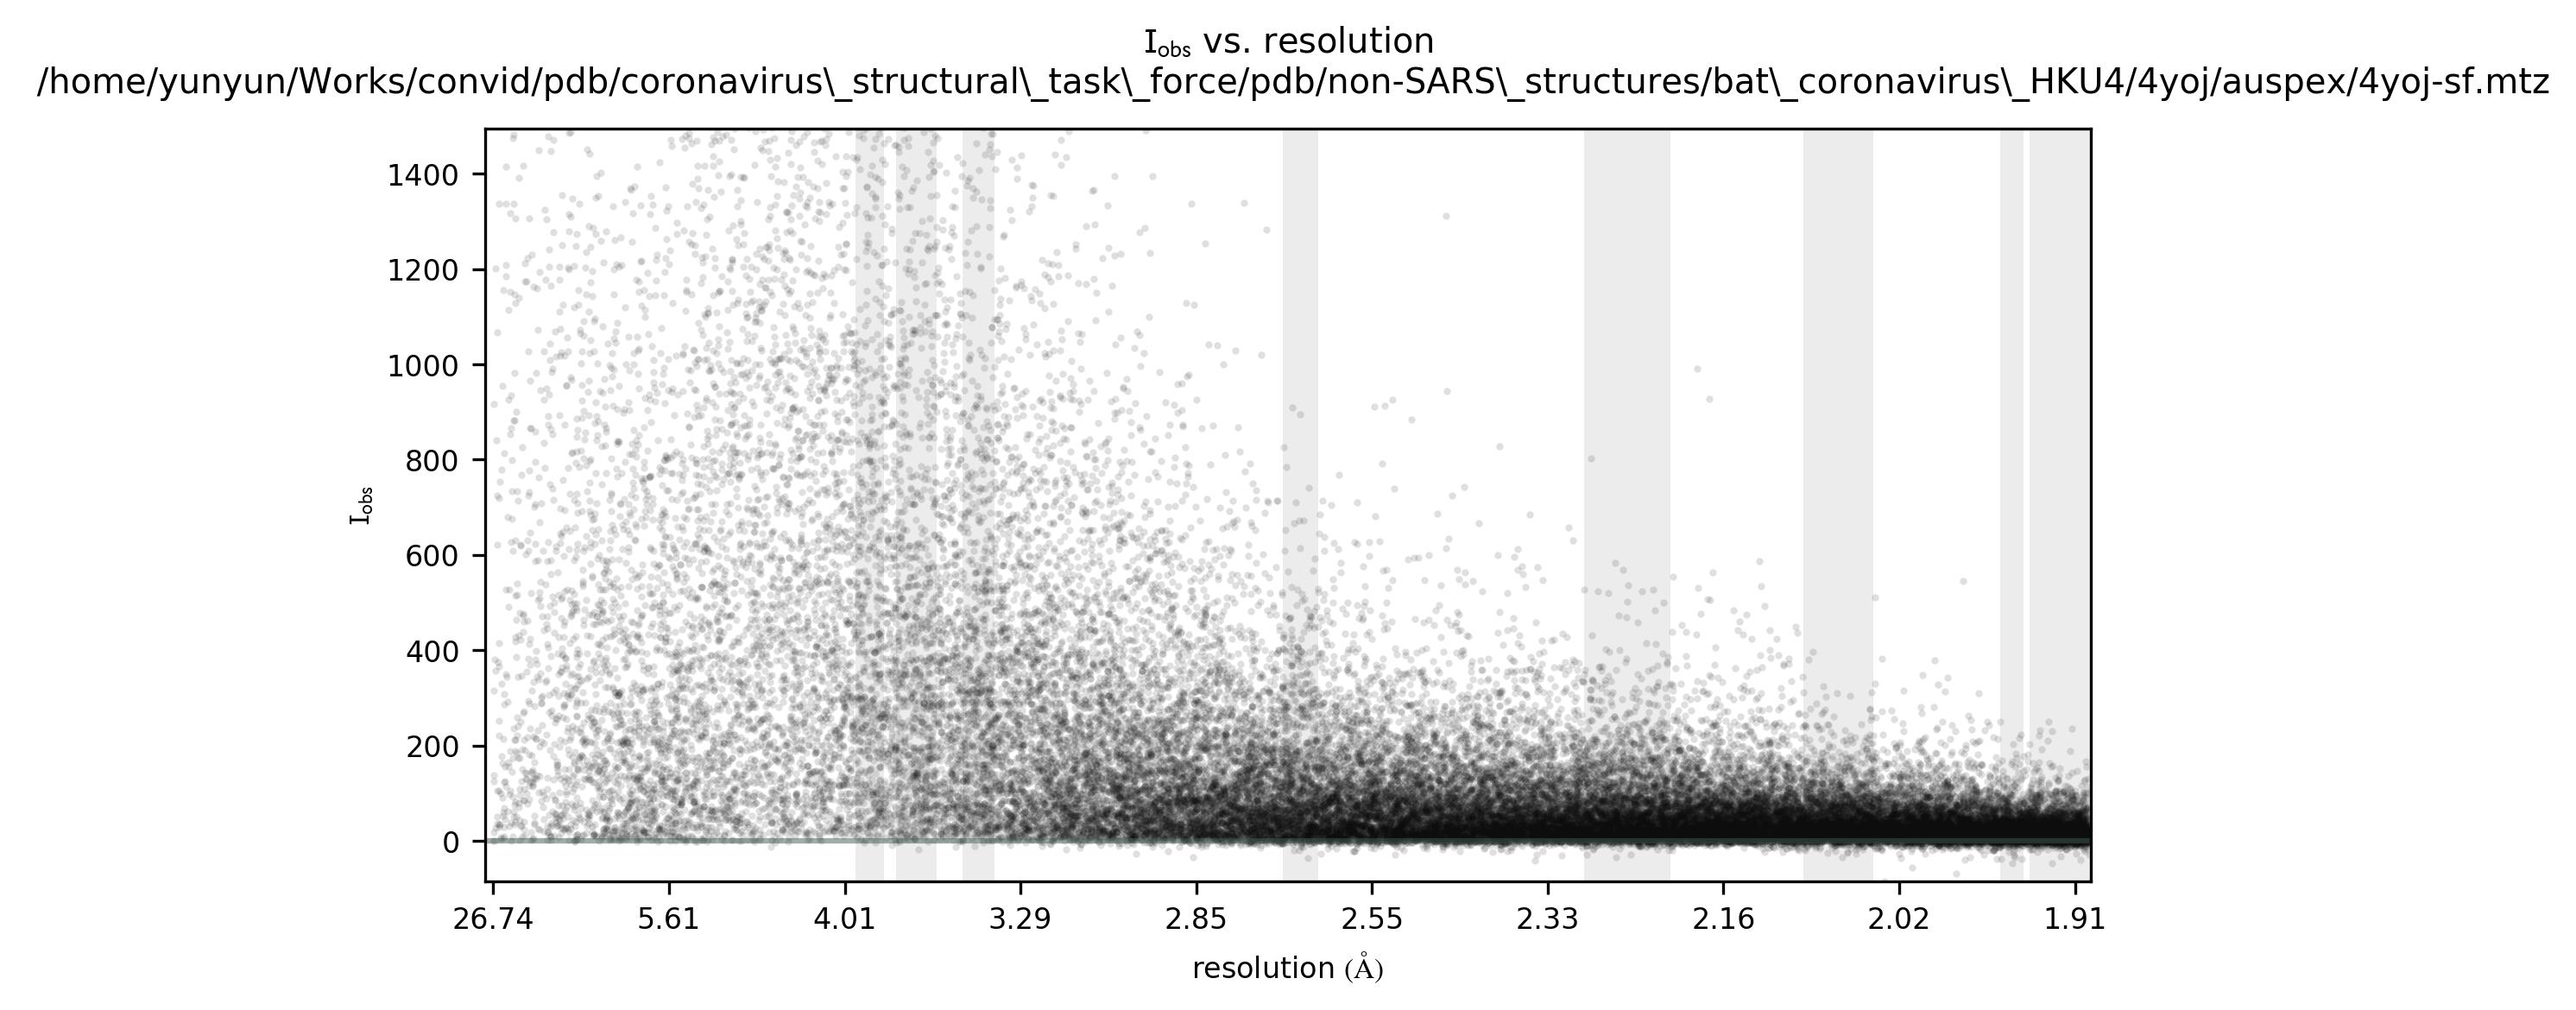 I_obs vs. resolution
/home/yunyun/Works/convid/pdb/coronavirus\_structural\_task\_force/pdb/non-SARS\_structures/bat\_coronavirus\_HKU4/4yoj/auspex/4yoj-sf.mtz
I_obs
1400
1200
1000
800
600
400
200
0
26.74 5.61 4.01 3.29 2.85 2.55 2.33 2.16 2.02 1.91
resolution (Å)